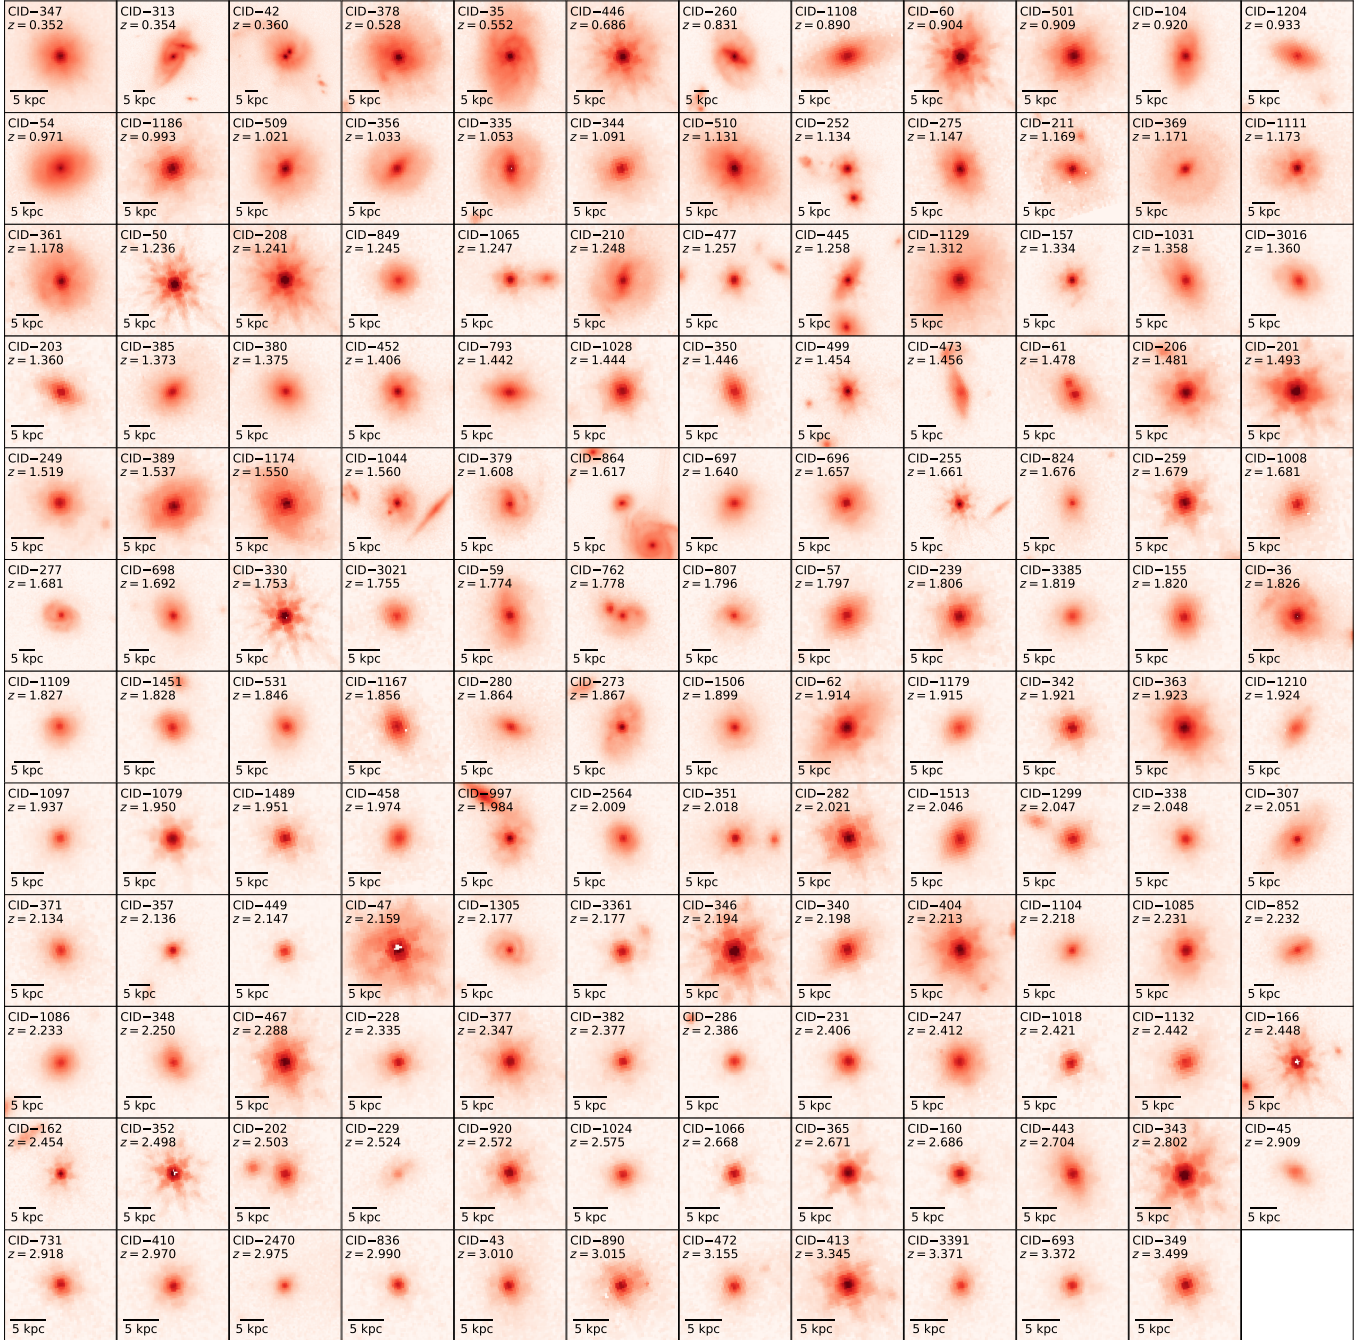 CID−347 CID−313 CID−42 CID−378 CID−35 CID−446 CID−260 CID−1108 CID−60 CID−501 CID−104 CID−1204
z = 0.352 z = 0.354 z = 0.360 z = 0.528 z = 0.552 z = 0.686 z = 0.831 z = 0.890 z = 0.904 z = 0.909 z = 0.920 z = 0.933
5 kpc 5 kpc 5 kpc 5 kpc 5 kpc 5 kpc 5 kpc 5 kpc 5 kpc 5 kpc 5 kpc 5 kpc
CID−54 CID−1186 CID−509 CID−356 CID−335 CID−344 CID−510 CID−252 CID−275 CID−211 CID−369 CID−1111
z = 0.971 z = 0.993 z = 1.021 z = 1.033 z = 1.053 z = 1.091 z = 1.131 z = 1.134 z = 1.147 z = 1.169 z = 1.171 z = 1.173
5 kpc 5 kpc 5 kpc 5 kpc 5 kpc 5 kpc 5 kpc 5 kpc 5 kpc 5 kpc 5 kpc 5 kpc
CID−361 CID−50 CID−208 CID−849 CID−1065 CID−210 CID−477 CID−445 CID−1129 CID−157 CID−1031 CID−3016
z = 1.178 z = 1.236 z = 1.241 z = 1.245 z = 1.247 z = 1.248 z = 1.257 z = 1.258 z = 1.312 z = 1.334 z = 1.358 z = 1.360
5 kpc 5 kpc 5 kpc 5 kpc 5 kpc 5 kpc 5 kpc 5 kpc 5 kpc 5 kpc 5 kpc 5 kpc
CID−203 CID−385 CID−380 CID−452 CID−793 CID−1028 CID−350 CID−499 CID−473 CID−61 CID−206 CID−201
z = 1.360 z = 1.373 z = 1.375 z = 1.406 z = 1.442 z = 1.444 z = 1.446 z = 1.454 z = 1.456 z = 1.478 z = 1.481 z = 1.493
5 kpc 5 kpc 5 kpc 5 kpc 5 kpc 5 kpc 5 kpc 5 kpc 5 kpc 5 kpc 5 kpc 5 kpc
CID−249 CID−389 CID−1174 CID−1044 CID−379 CID−864 CID−697 CID−696 CID−255 CID−824 CID−259 CID−1008
z = 1.519 z = 1.537 z = 1.550 z = 1.560 z = 1.608 z = 1.617 z = 1.640 z = 1.657 z = 1.661 z = 1.676 z = 1.679 z = 1.681
5 kpc 5 kpc 5 kpc 5 kpc 5 kpc 5 kpc 5 kpc 5 kpc 5 kpc 5 kpc 5 kpc 5 kpc
CID−277 CID−698 CID−330 CID−3021 CID−59 CID−762 CID−807 CID−57 CID−239 CID−3385 CID−155 CID−36
z = 1.681 z = 1.692 z = 1.753 z = 1.755 z = 1.774 z = 1.778 z = 1.796 z = 1.797 z = 1.806 z = 1.819 z = 1.820 z = 1.826
5 kpc 5 kpc 5 kpc 5 kpc 5 kpc 5 kpc 5 kpc 5 kpc 5 kpc 5 kpc 5 kpc 5 kpc
CID−1109 CID−1451 CID−531 CID−1167 CID−280 CID−273 CID−1506 CID−62 CID−1179 CID−342 CID−363 CID−1210
z = 1.827 z = 1.828 z = 1.846 z = 1.856 z = 1.864 z = 1.867 z = 1.899 z = 1.914 z = 1.915 z = 1.921 z = 1.923 z = 1.924
5 kpc 5 kpc 5 kpc 5 kpc 5 kpc 5 kpc 5 kpc 5 kpc 5 kpc 5 kpc 5 kpc 5 kpc
CID−1097 CID−1079 CID−1489 CID−458 CID−997 CID−2564 CID−351 CID−282 CID−1513 CID−1299 CID−338 CID−307
z = 1.937 z = 1.950 z = 1.951 z = 1.974 z = 1.984 z = 2.009 z = 2.018 z = 2.021 z = 2.046 z = 2.047 z = 2.048 z = 2.051
5 kpc 5 kpc 5 kpc 5 kpc 5 kpc 5 kpc 5 kpc 5 kpc 5 kpc 5 kpc 5 kpc 5 kpc
CID−371 CID−357 CID−449 CID−47 CID−1305 CID−3361 CID−346 CID−340 CID−404 CID−1104 CID−1085 CID−852
z = 2.134 z = 2.136 z = 2.147 z = 2.159 z = 2.177 z = 2.177 z = 2.194 z = 2.198 z = 2.213 z = 2.218 z = 2.231 z = 2.232
5 kpc 5 kpc 5 kpc 5 kpc 5 kpc 5 kpc 5 kpc 5 kpc 5 kpc 5 kpc 5 kpc 5 kpc
CID−1086 CID−348 CID−467 CID−228 CID−377 CID−382 CID−286 CID−231 CID−247 CID−1018 CID−1132 CID−166
z = 2.233 z = 2.250 z = 2.288 z = 2.335 z = 2.347 z = 2.377 z = 2.386 z = 2.406 z = 2.412 z = 2.421 z = 2.442 z = 2.448
5 kpc 5 kpc 5 kpc 5 kpc 5 kpc 5 kpc 5 kpc 5 kpc 5 kpc 5 kpc 5 kpc 5 kpc
CID−162 CID−352 CID−202 CID−229 CID−920 CID−1024 CID−1066 CID−365 CID−160 CID−443 CID−343 CID−45
z = 2.454 z = 2.498 z = 2.503 z = 2.524 z = 2.572 z = 2.575 z = 2.668 z = 2.671 z = 2.686 z = 2.704 z = 2.802 z = 2.909
5 kpc 5 kpc 5 kpc 5 kpc 5 kpc 5 kpc 5 kpc 5 kpc 5 kpc 5 kpc 5 kpc 5 kpc
CID−731 CID−410 CID−2470 CID−836 CID−43 CID−890 CID−472 CID−413 CID−3391 CID−693 CID−349
z = 2.918 z = 2.970 z = 2.975 z = 2.990 z = 3.010 z = 3.015 z = 3.155 z = 3.345 z = 3.371 z = 3.372 z = 3.499
5 kpc 5 kpc 5 kpc 5 kpc 5 kpc 5 kpc 5 kpc 5 kpc 5 kpc 5 kpc 5 kpc